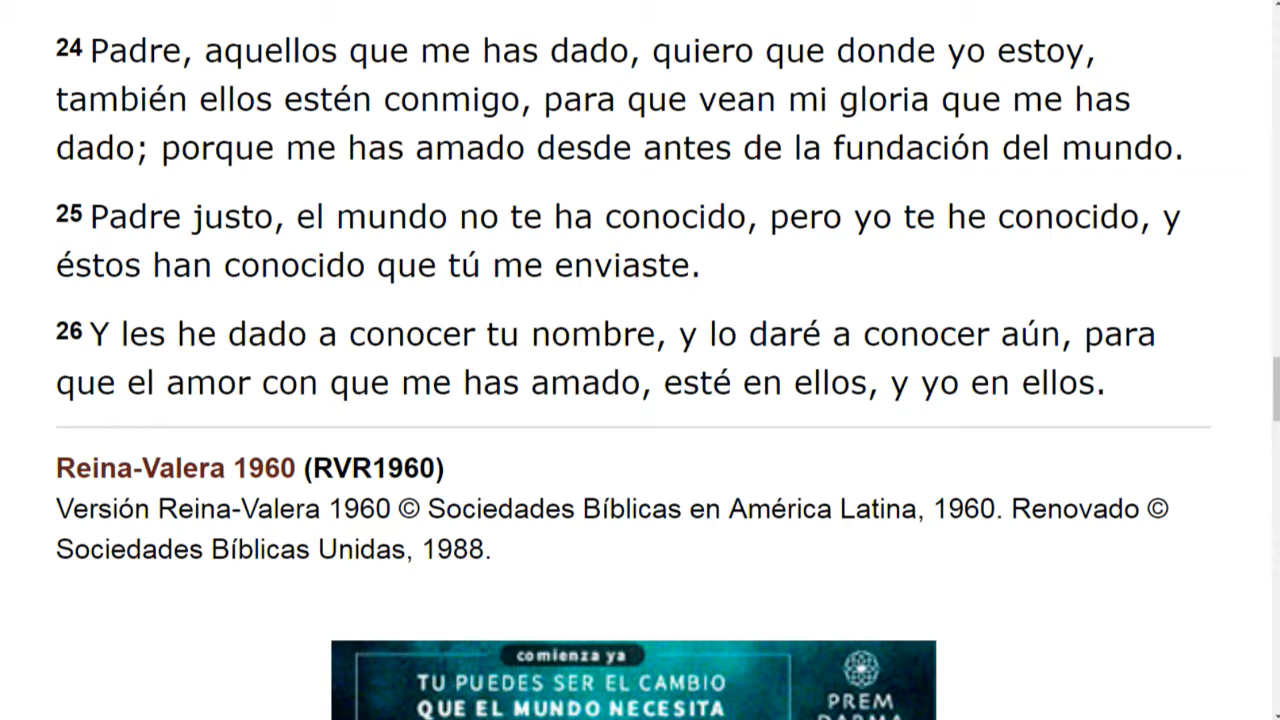 24 Padre, aquellos que me has dado, quiero que donde yo estoy,
también ellos estén conmigo, para que vean mi gloria que me has
dado; porque me has amado desde antes de la fundación del mundo.
25 Padre justo, el mundo no te ha conocido, pero yo te he conocido, y
éstos han conocido que tú me enviaste.
26 Y les he dado a conocer tu nombre, y lo daré a conocer aún, para
que el amor con que me has amado, esté en ellos, y yo en ellos.
Reina-Valera 1960 (RVR1960)
Versión Reina-Valera 1960 © Sociedades Bíblicas en América Latina, 1960. Renovado ©
Sociedades Bíblicas Unidas, 1988.
comienza ya
TU PUEDES SER EL CAMBIO
QUE EL MUNDO NECESITA
PREM